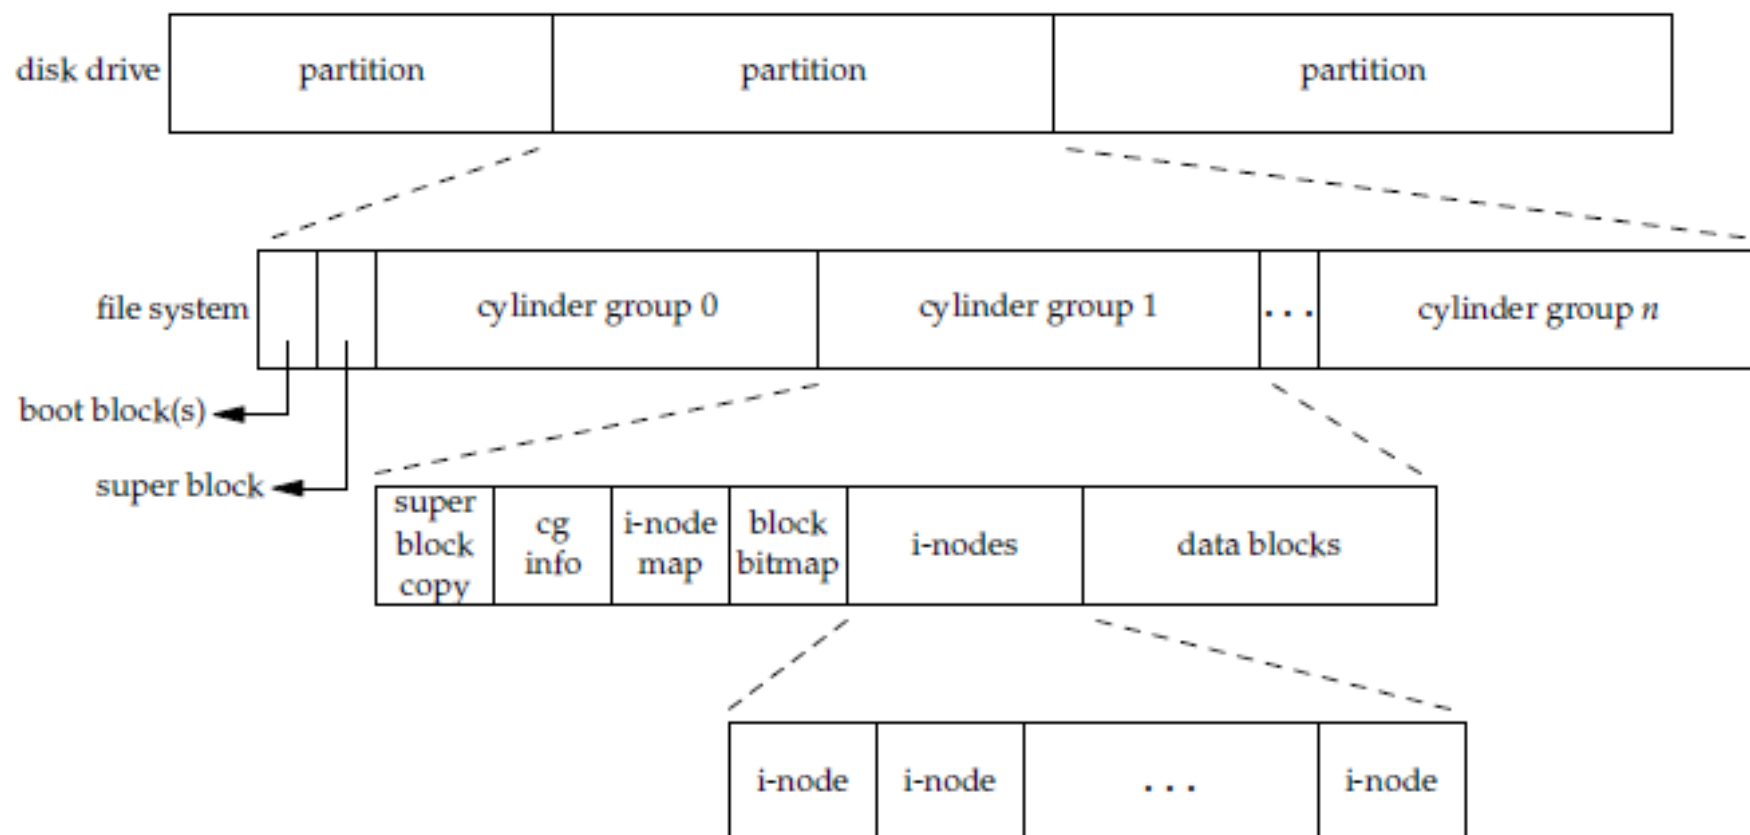 disk drive
partition
partition
partition
file system
cylinder group 0
cylinder group 1
...
cylinder group n
boot block(s)
super block
super
block
copy
cg
info
i-node
map
block
bitmap
i-nodes
data blocks
i-node
i-node
...
i-node